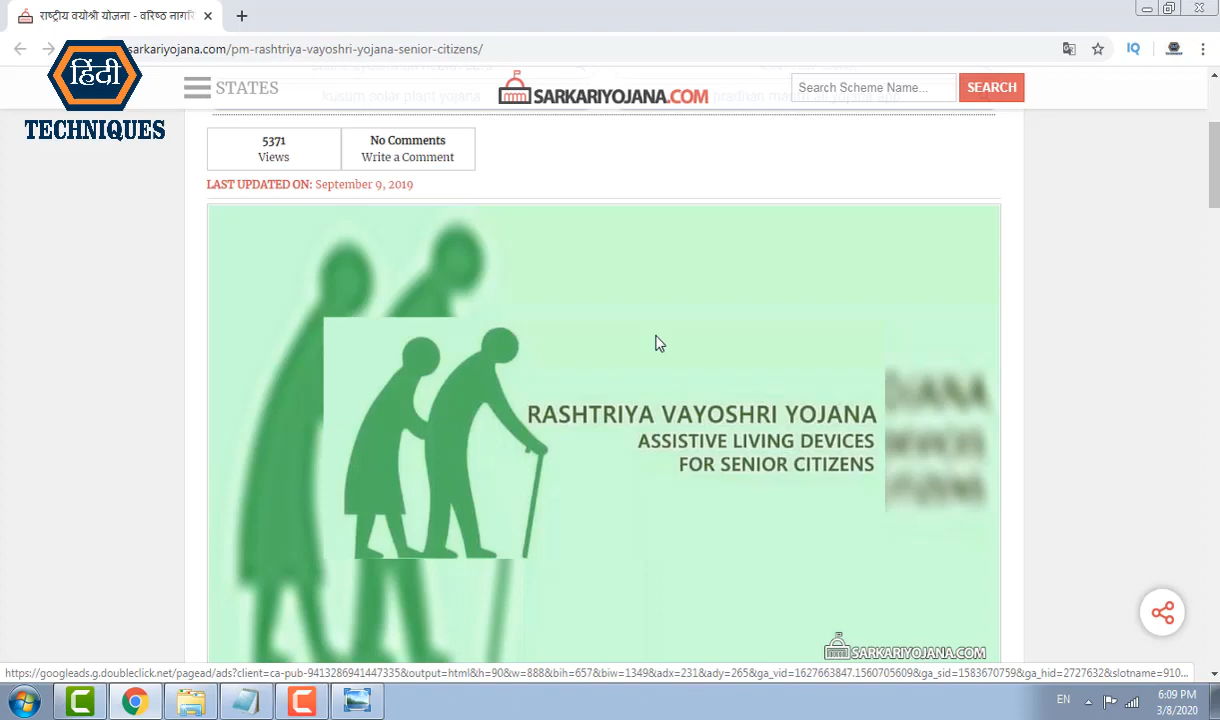 राष्ट्रीय वयोश्री योजना - वरिष्ठ नागरि
sarkariyojana.com/pm-rashtriya-vayoshri-yojana-senior-citizens/
IQ
हिंदी
TECHNIQUES
STATES
SARKARIYOJANA.COM
Search Scheme Name...
SEARCH
kusum solar plant yojana
5371
Views
No Comments
Write a Comment
LAST UPDATED ON: September 9, 2019
RASHTRIYA VAYOSHRI YOJANA
ASSISTIVE LIVING DEVICES
FOR SENIOR CITIZENS
SARKARIYOJANA.COM
https://googleads.g.doubleclick.net/pagead/ads?client=ca-pub-9413286941447335&output=html&h=90&w=888&bih=657&biw=1349&adx=231&ady=265&ga_vid=1627663847.1560705609&ga_sid=1583670759&ga_hid=2727632&slotname=910...
EN
6:09 PM
3/8/2020